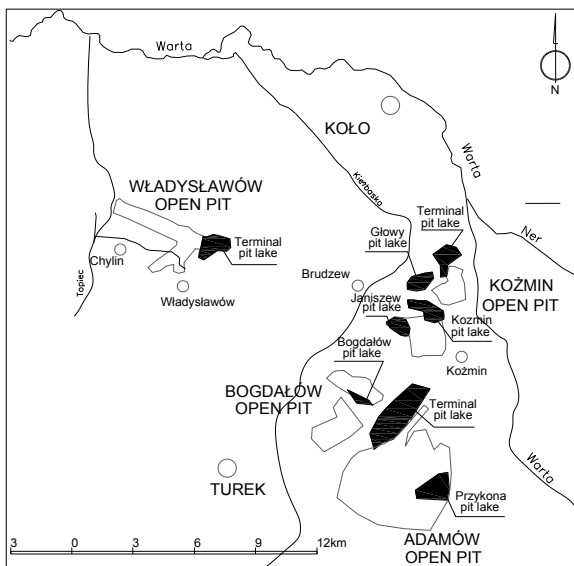 Warta
N
KOŁO
Kiełbaska
Warta
WŁADYSŁAWÓW
OPEN PIT
Terminal
pit lake
Głowy
pit lake
Ner
Terminal
pit lake
Chylin
Topiec
Władysławów
Brudzew
KOŹMIN
OPEN PIT
Janiszew
pit lake
Kozmin
pit lake
Bogdałów
pit lake
Koźmin
BOGDAŁÓW
OPEN PIT
Terminal
pit lake
Warta
TUREK
Przykona
pit lake
ADAMÓW
OPEN PIT
3 0 3 6 9 12km